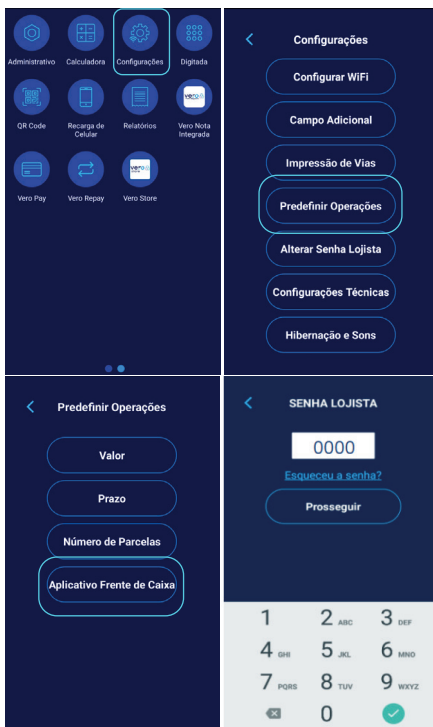 Administrativo
Calculadora
Configurações
Digitada
QR Code
Recarga de
Celular
Relatórios
vero
Vero Nota
Integrada
Vero Pay
Vero Repay
vero
Vero Store
Configurações
Configurar WiFi
Campo Adicional
Impressão de Vias
Predefinir Operações
Alterar Senha Lojista
Configurações Técnicas
Hibernação e Sons
Predefinir Operações
Valor
Prazo
Número de Parcelas
Aplicativo Frente de Caixa
SENHA LOJISTA
0000
Esqueceu a senha?
Prosseguir
1
2 ABC
3 DEF
4 GHI
5 JKL
6 MNO
7 PQRS
8 TUV
9 WXYZ
0